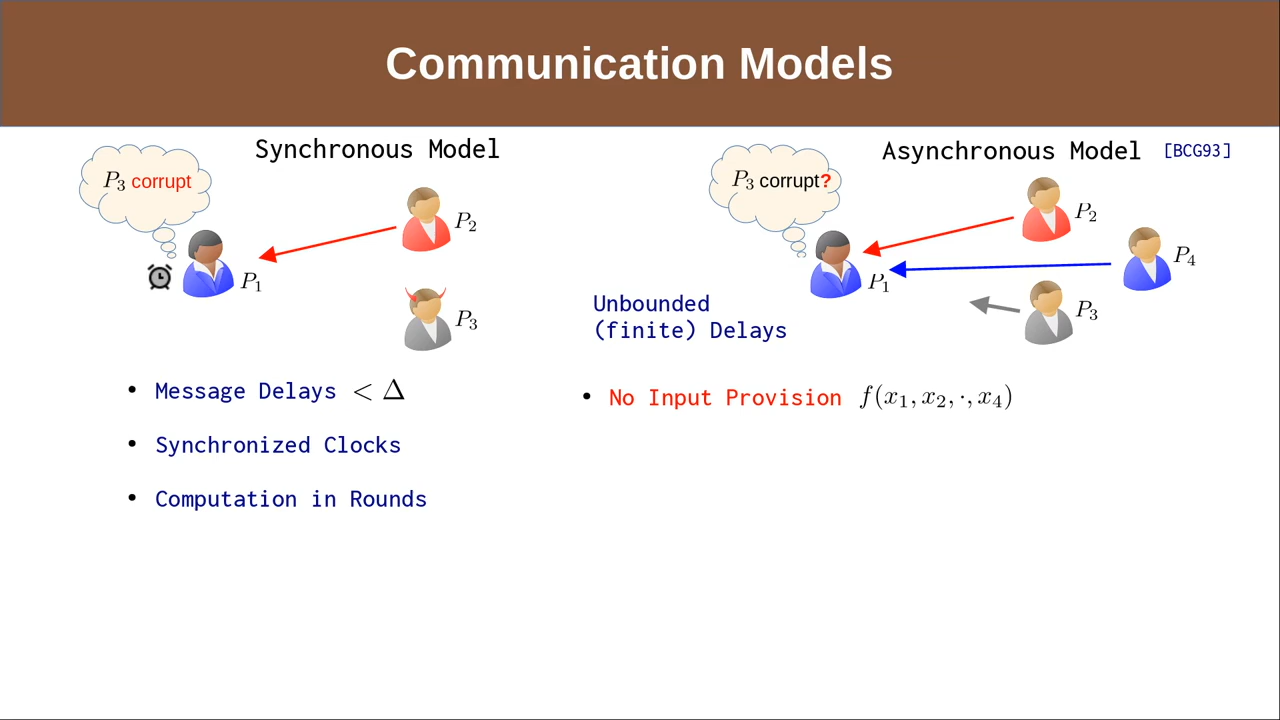 Communication Models
Synchronous Model
P₃ corrupt
P₂
P₁
P₃
• Message Delays < Δ
• Synchronized Clocks
• Computation in Rounds
Asynchronous Model [BCG93]
P₃ corrupt?
P₂
P₄
P₁
P₃
Unbounded
(finite) Delays
• No Input Provision f(x₁, x₂, ·, x₄)